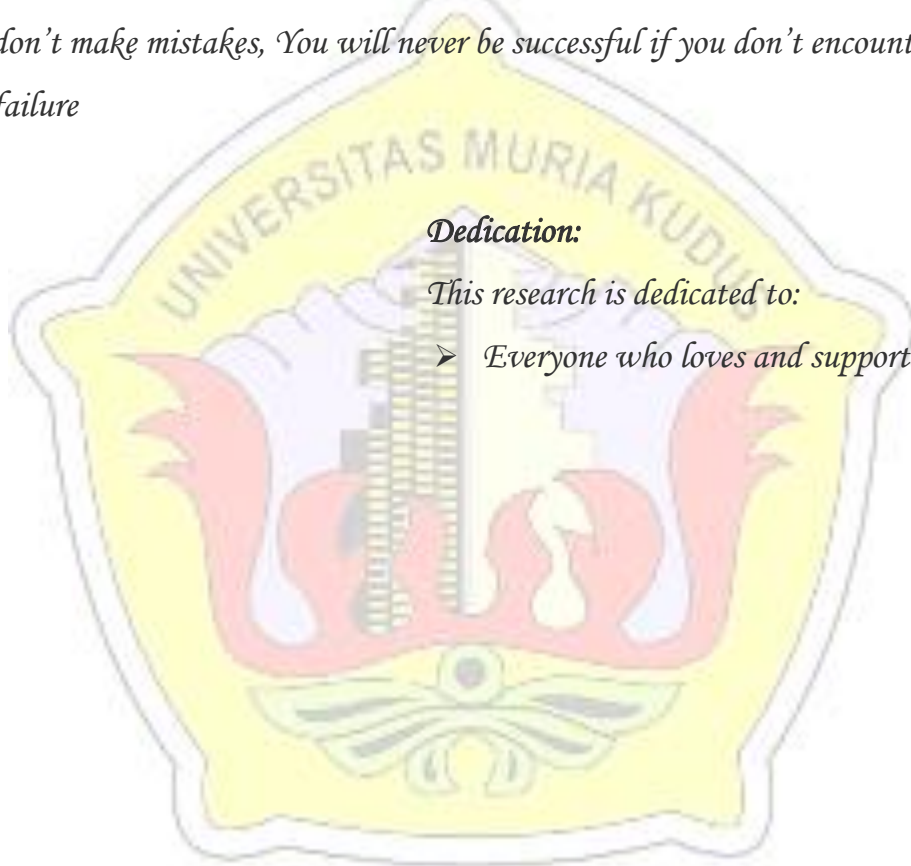 don't make mistakes, You will never be successful if you don't encount
failure
UNIVERSITAS MURIA KUDUS
Dedication:
This research is dedicated to:
➢ Everyone who loves and support